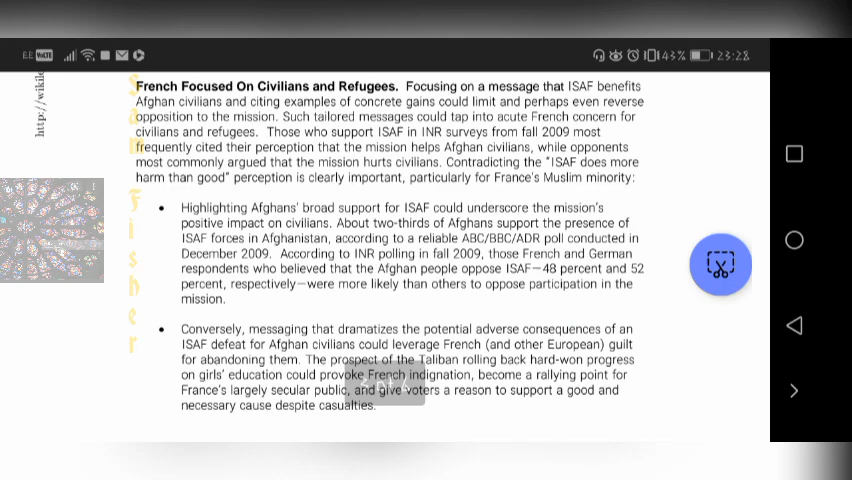 23:28
43%
http://wikile
Sam Fisher
French Focused On Civilians and Refugees. Focusing on a message that ISAF benefits
Afghan civilians and citing examples of concrete gains could limit and perhaps even reverse
opposition to the mission. Such tailored messages could tap into acute French concern for
civilians and refugees. Those who support ISAF in INR surveys from fall 2009 most
frequently cited their perception that the mission helps Afghan civilians, while opponents
most commonly argued that the mission hurts civilians. Contradicting the "ISAF does more
harm than good" perception is clearly important, particularly for France's Muslim minority:
• Highlighting Afghans' broad support for ISAF could underscore the mission's
positive impact on civilians. About two-thirds of Afghans support the presence of
ISAF forces in Afghanistan, according to a reliable ABC/BBC/ADR poll conducted in
December 2009. According to INR polling in fall 2009, those French and German
respondents who believed that the Afghan people oppose ISAF—48 percent and 52
percent, respectively—were more likely than others to oppose participation in the
mission.
• Conversely, messaging that dramatizes the potential adverse consequences of an
ISAF defeat for Afghan civilians could leverage French (and other European) guilt
for abandoning them. The prospect of the Taliban rolling back hard-won progress
on girls' education could provoke French indignation, become a rallying point for
France's largely secular public, and give voters a reason to support a good and
necessary cause despite casualties.